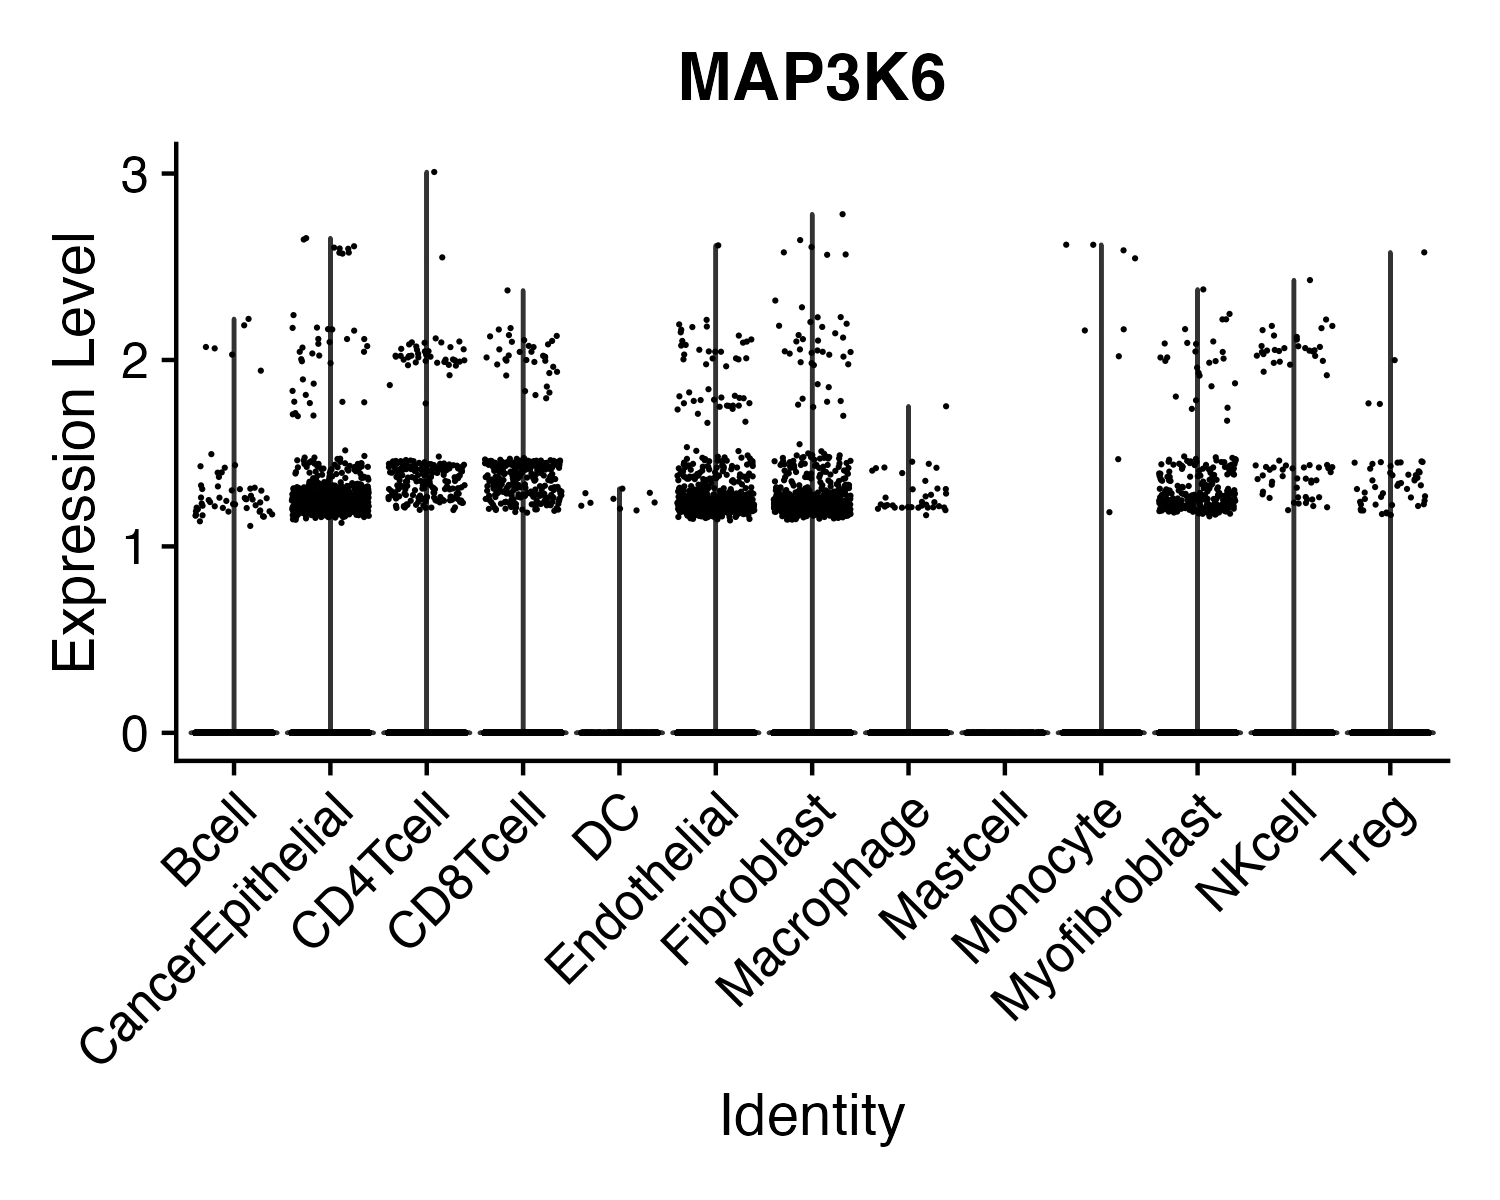 MAP3K6
Expression Level
3
2
1
0
Bcell
CancerEpithelial
CD4Tcell
CD8Tcell
DC
Endothelial
Fibroblast
Macrophage
Mastcell
Monocyte
Myofibroblast
NKcell
Treg
Identity